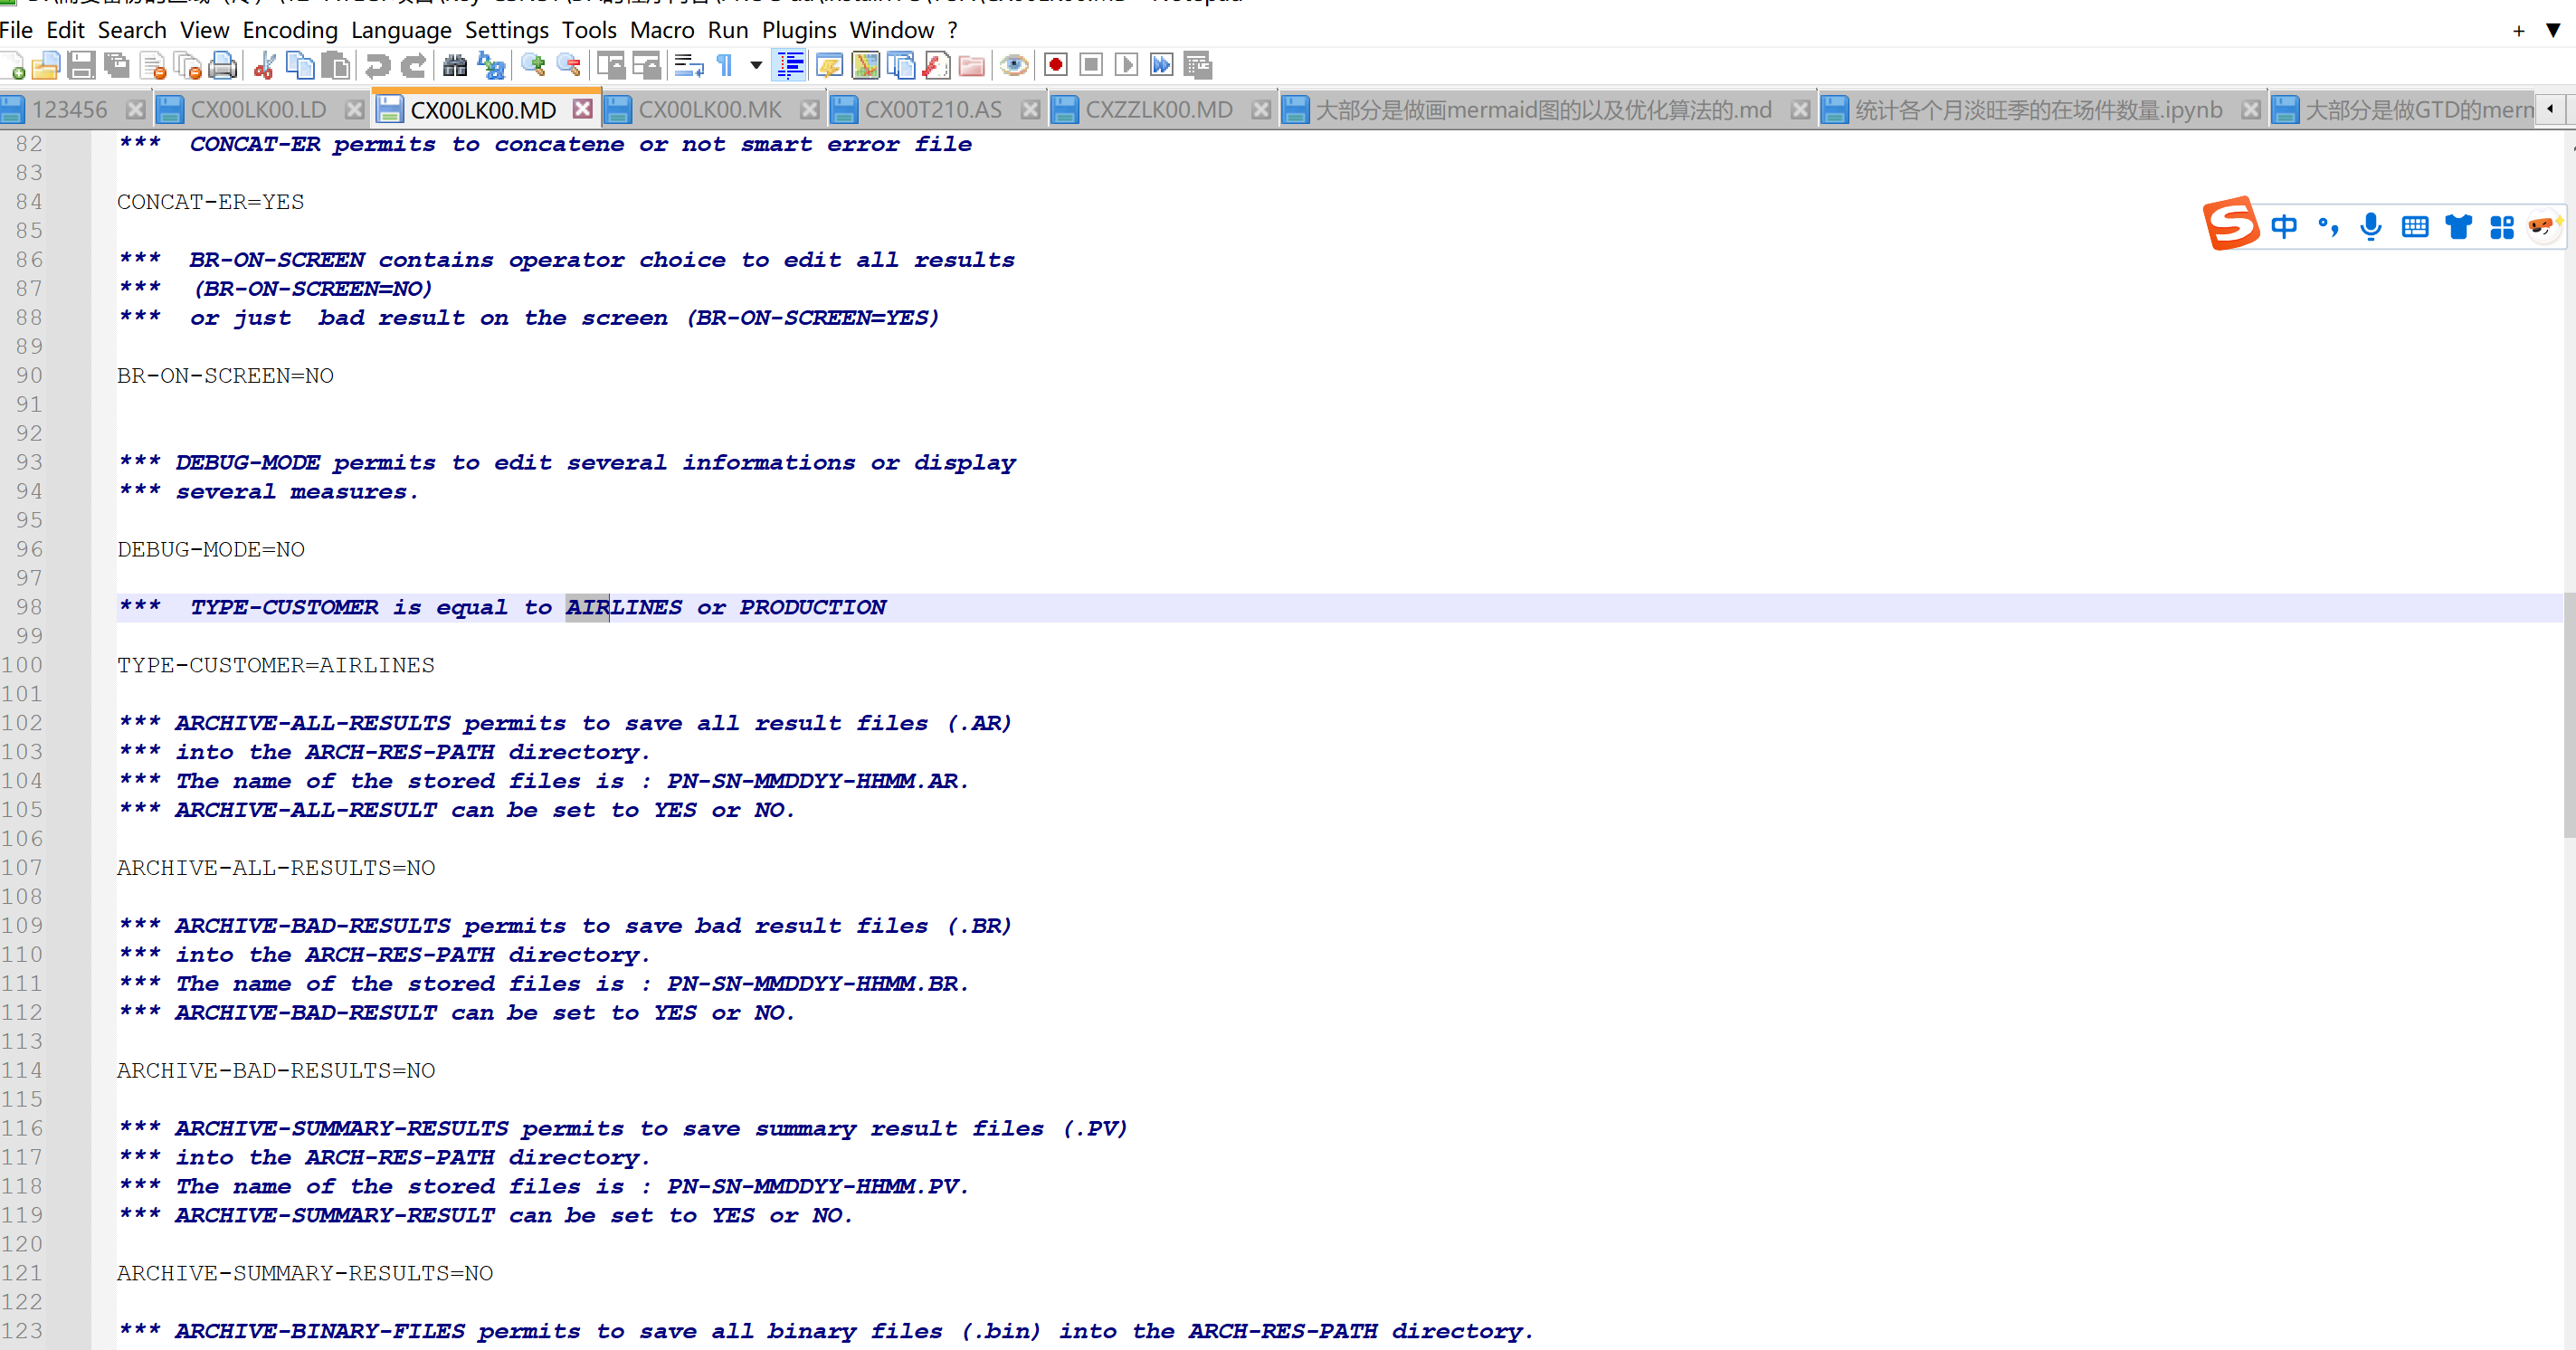 File Edit Search View Encoding Language Settings Tools Macro Run Plugins Window ?
123456 CX00LK00.LD CX00LK00.MD CX00LK00.MK CX00T210.AS CXZZLK00.MD 大部分是做画mermaid图的以及优化算法的.md 统计各个月淡旺季的在场件数量.ipynb 大部分是做GTD的merm
82 *** CONCAT-ER permits to concatene or not smart error file
83
84 CONCAT-ER=YES
85
86 *** BR-ON-SCREEN contains operator choice to edit all results
87 *** (BR-ON-SCREEN=NO)
88 *** or just bad result on the screen (BR-ON-SCREEN=YES)
89
90 BR-ON-SCREEN=NO
91
92
93 *** DEBUG-MODE permits to edit several informations or display
94 *** several measures.
95
96 DEBUG-MODE=NO
97
98 *** TYPE-CUSTOMER is equal to AIRLINES or PRODUCTION
99
100 TYPE-CUSTOMER=AIRLINES
101
102 *** ARCHIVE-ALL-RESULTS permits to save all result files (.AR)
103 *** into the ARCH-RES-PATH directory.
104 *** The name of the stored files is : PN-SN-MMDDYY-HHMM.AR.
105 *** ARCHIVE-ALL-RESULT can be set to YES or NO.
106
107 ARCHIVE-ALL-RESULTS=NO
108
109 *** ARCHIVE-BAD-RESULTS permits to save bad result files (.BR)
110 *** into the ARCH-RES-PATH directory.
111 *** The name of the stored files is : PN-SN-MMDDYY-HHMM.BR.
112 *** ARCHIVE-BAD-RESULT can be set to YES or NO.
113
114 ARCHIVE-BAD-RESULTS=NO
115
116 *** ARCHIVE-SUMMARY-RESULTS permits to save summary result files (.PV)
117 *** into the ARCH-RES-PATH directory.
118 *** The name of the stored files is : PN-SN-MMDDYY-HHMM.PV.
119 *** ARCHIVE-SUMMARY-RESULT can be set to YES or NO.
120
121 ARCHIVE-SUMMARY-RESULTS=NO
122
123 *** ARCHIVE-BINARY-FILES permits to save all binary files (.bin) into the ARCH-RES-PATH directory.
中